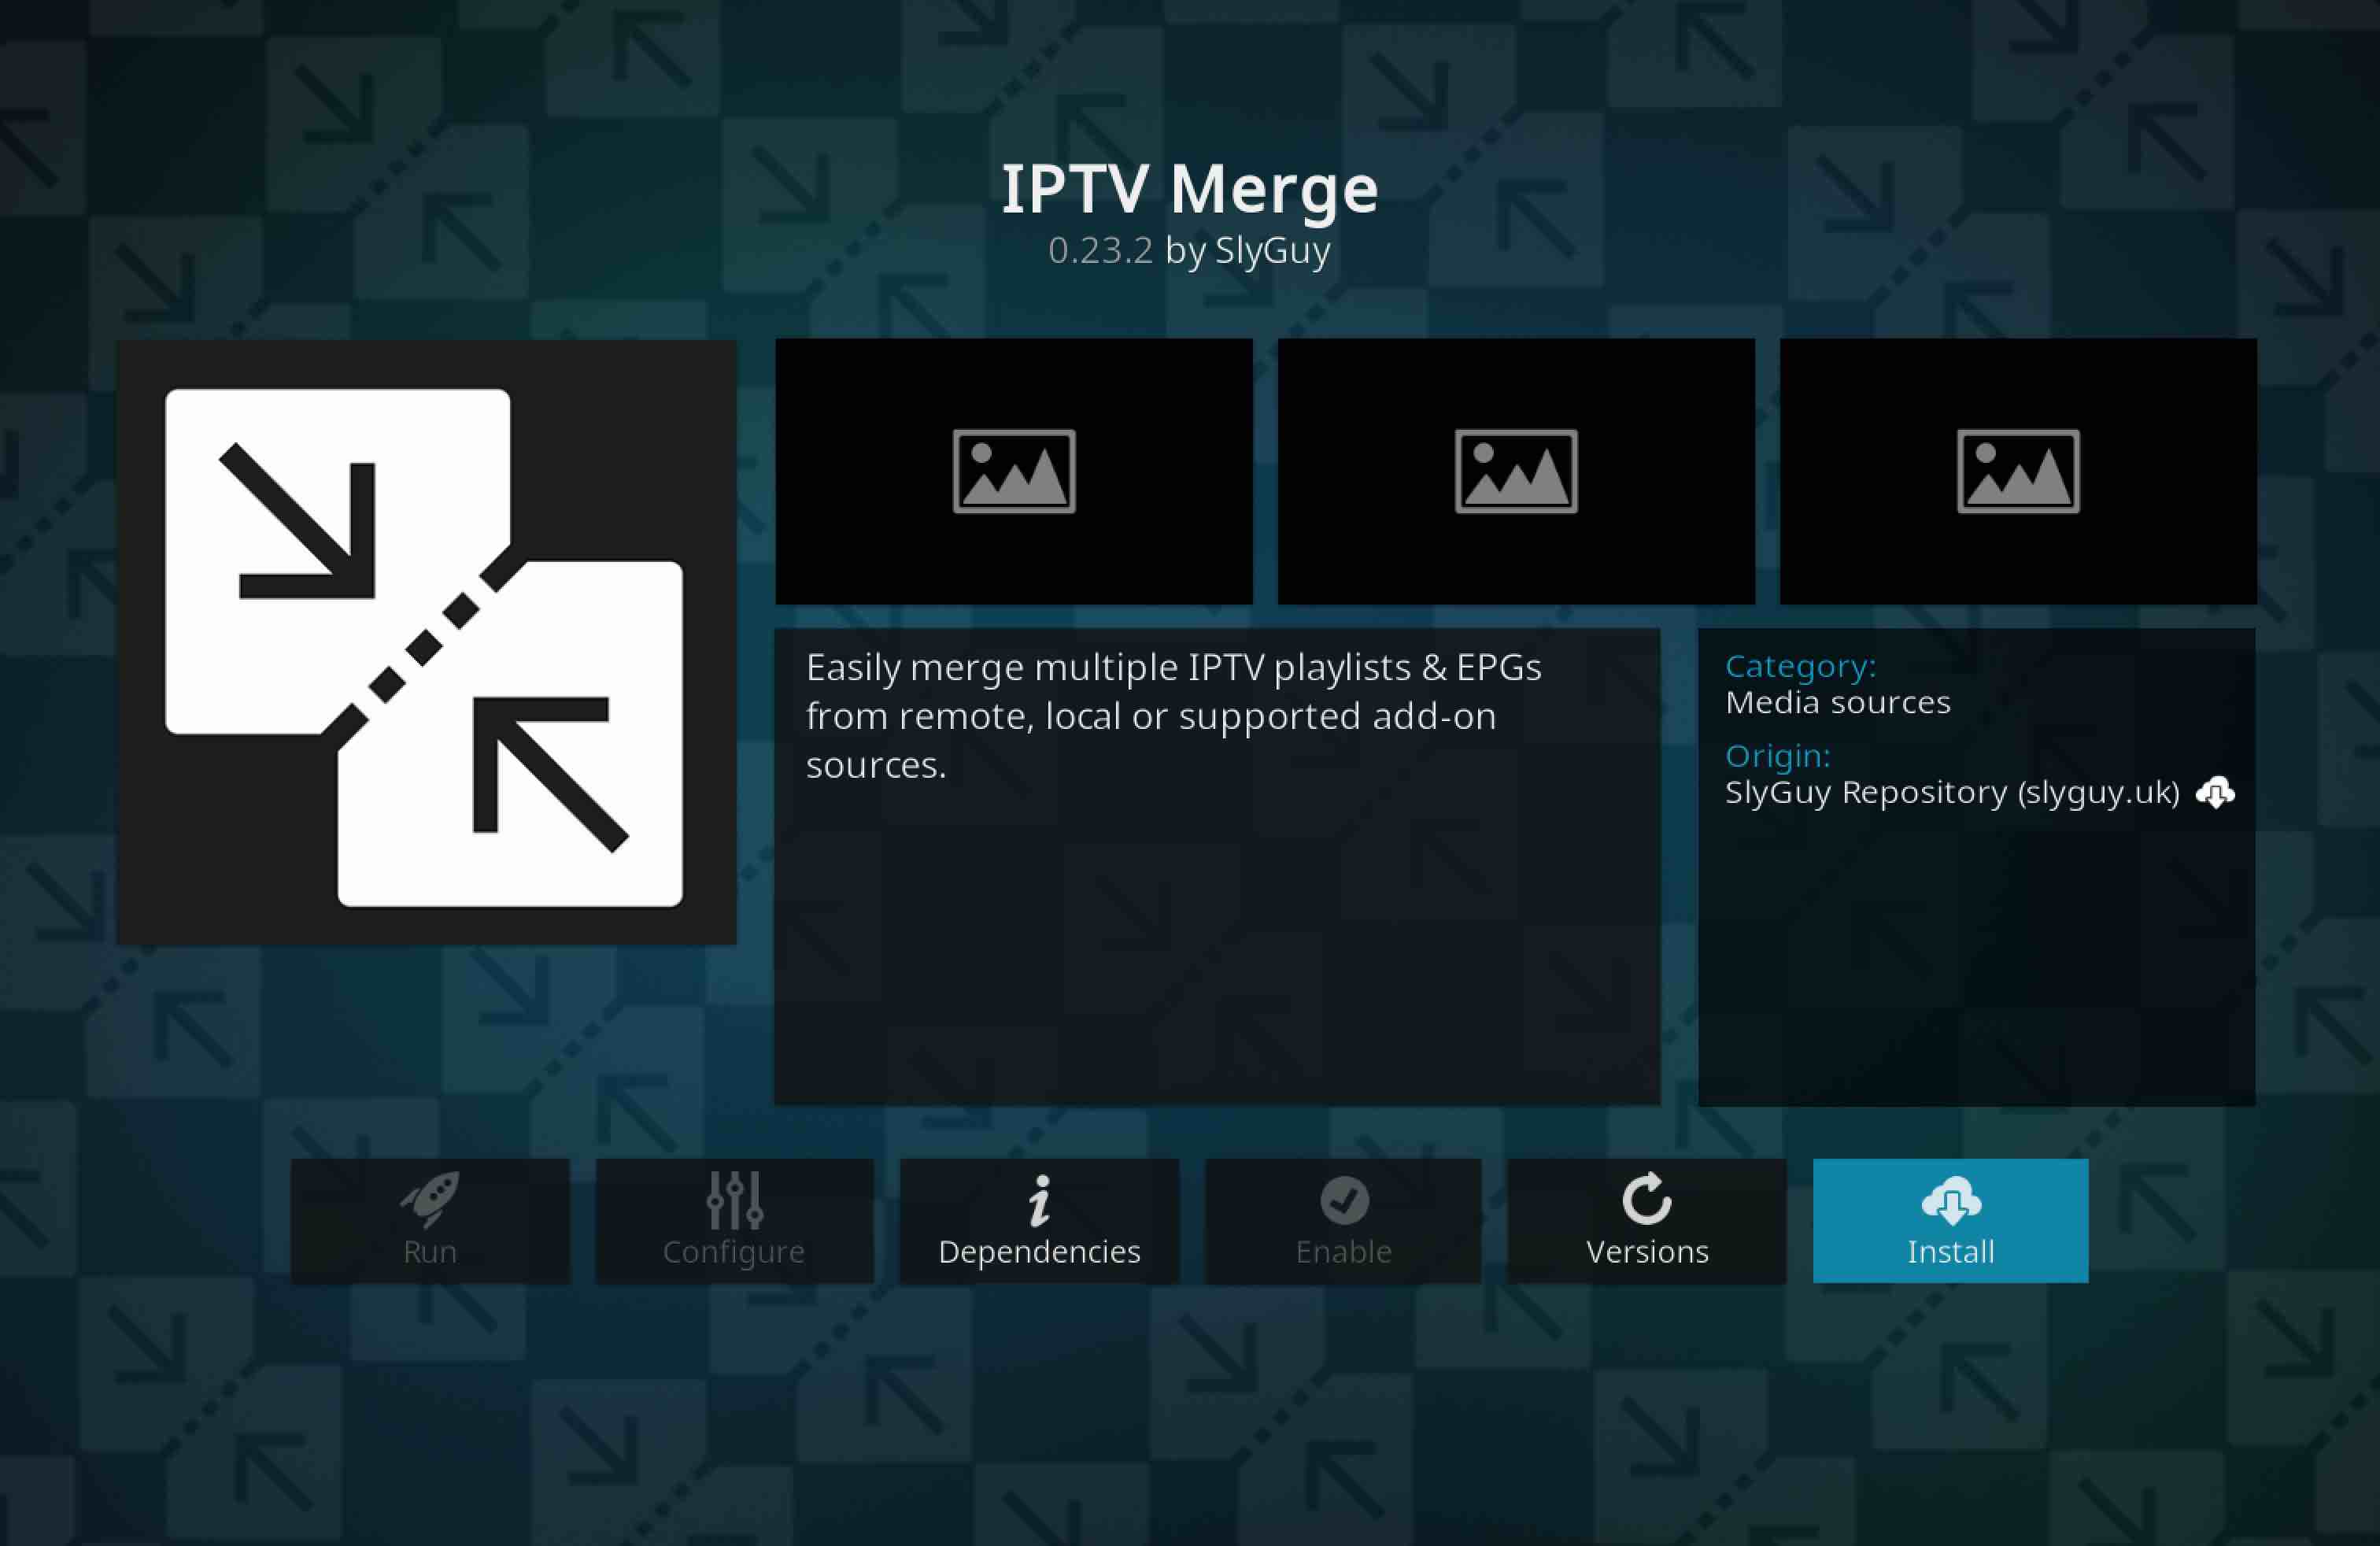 IPTV Merge
0.23.2 by SlyGuy
Easily merge multiple IPTV playlists & EPGs
from remote, local or supported add-on
sources.
Category:
Media sources
Origin:
SlyGuy Repository (slyguy.uk)
Run
Configure
Dependencies
Enable
Versions
Install